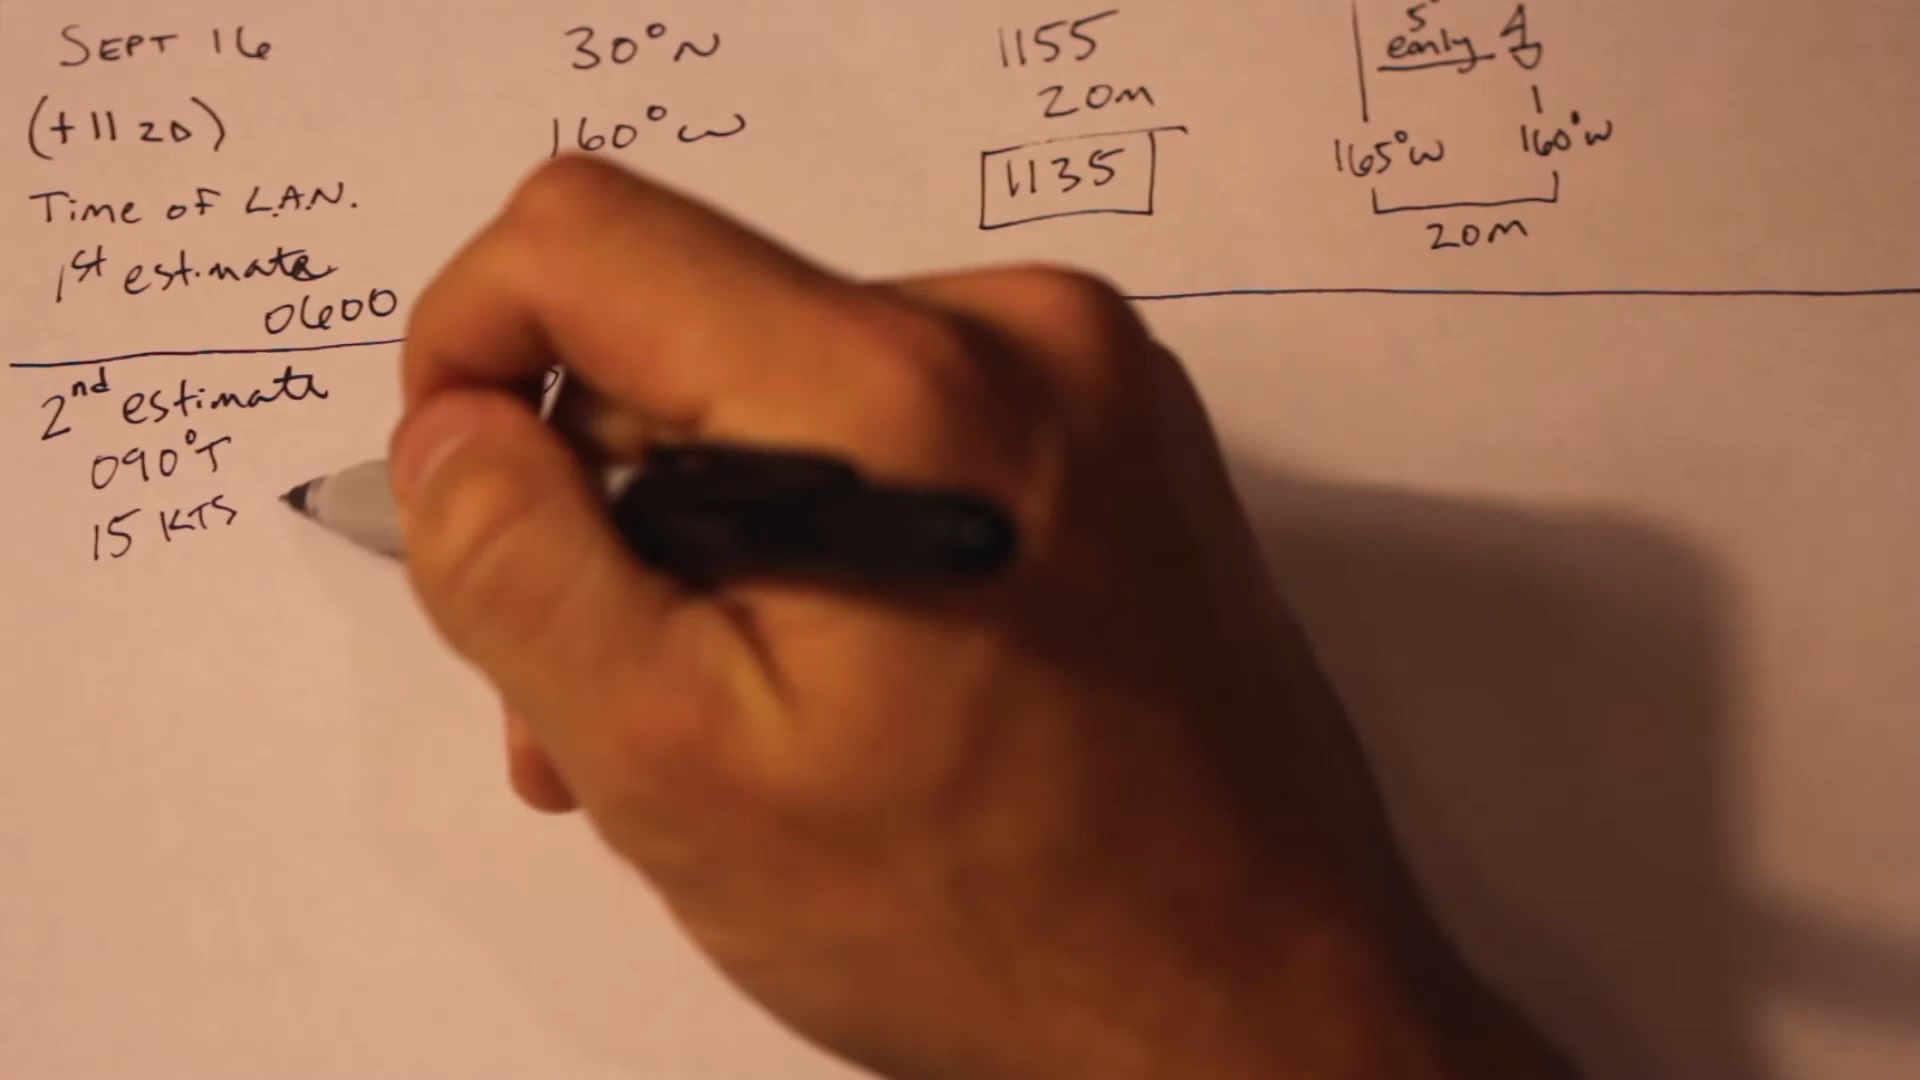 SEPT 16
(+11 20)
Time of L.A.N.
1st estimate
0600
30°N
160°W
1155
20m
1135
5°
early
165°W 160°W
20m
2nd estimate
090°T
15 KTS